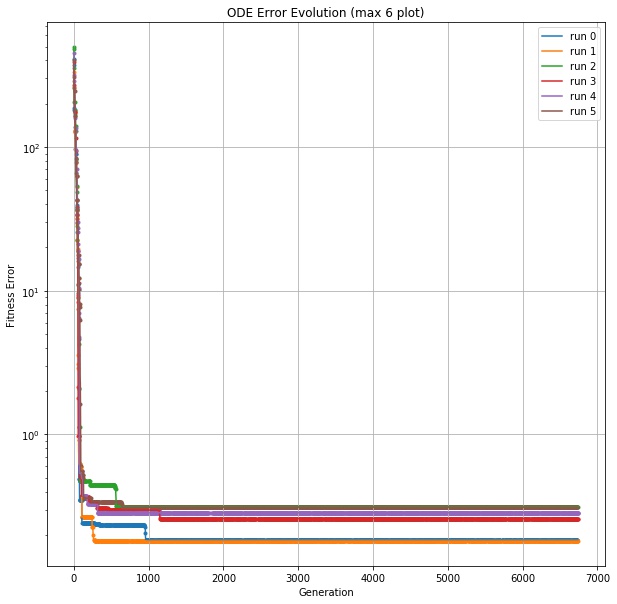 ODE Error Evolution (max 6 plot)
run 0
run 1
run 2
run 3
run 4
run 5
10²
10¹
10⁰
Fitness Error
0 1000 2000 3000 4000 5000 6000 7000
Generation